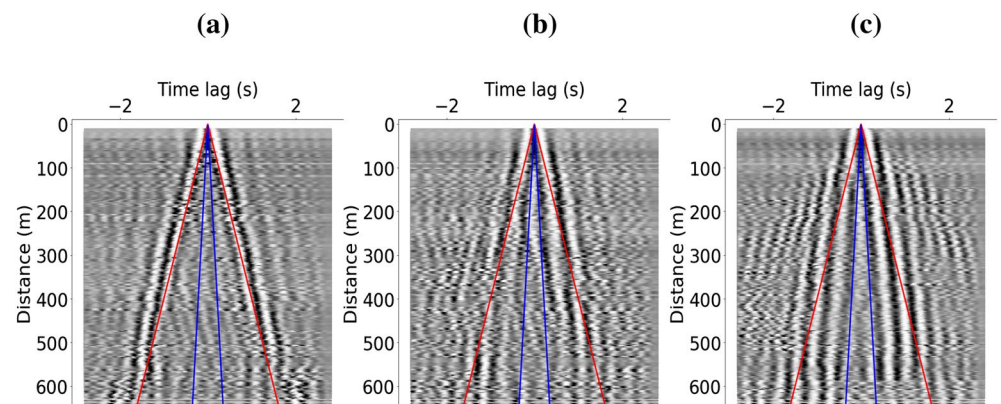 (a) (b) (c)
Time lag (s) Time lag (s) Time lag (s)
−2 2 −2 2 −2 2
0 0 0
100 100 100
200 200 200
300 300 300
400 400 400
500 500 500
600 600 600
Distance (m) Distance (m) Distance (m)